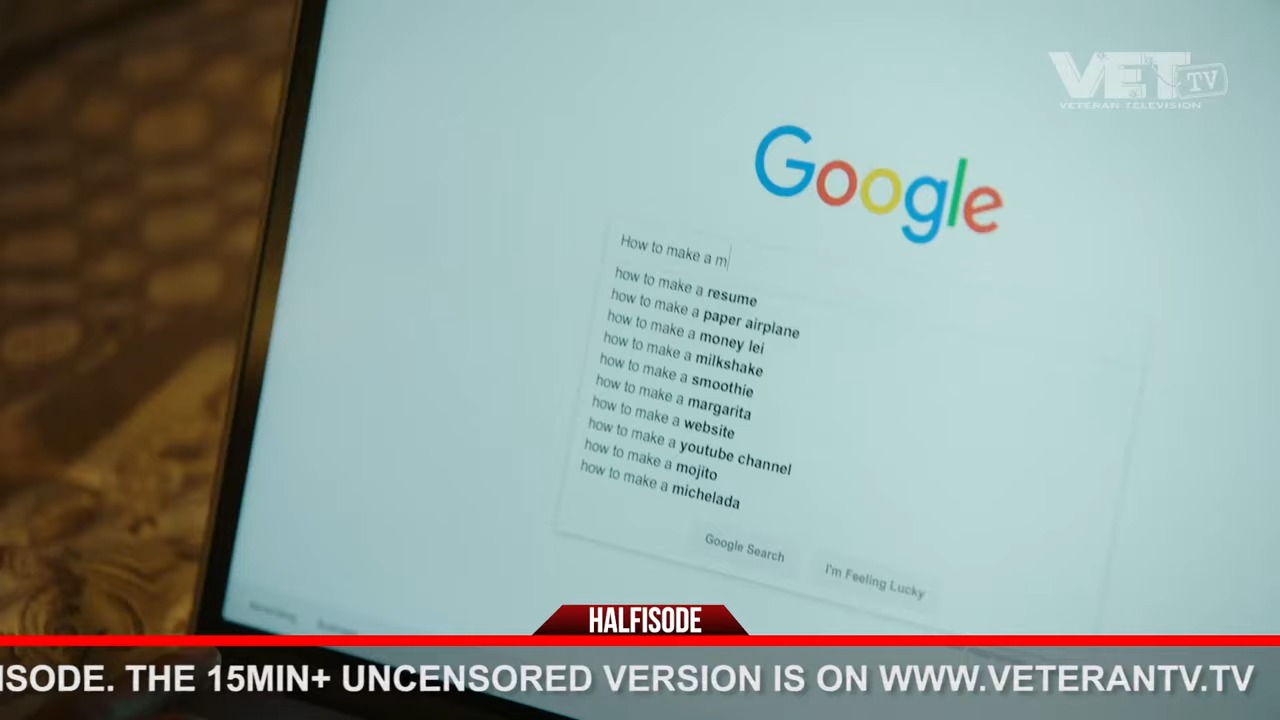 VET TV
VETERAN TELEVISION
Google
How to make a m
how to make a resume
how to make a paper airplane
how to make a money lei
how to make a milkshake
how to make a smoothie
how to make a margarita
how to make a website
how to make a youtube channel
how to make a mojito
how to make a michelada
Google Search
I'm Feeling Lucky
HALFISODE
ISODE. THE 15MIN+ UNCENSORED VERSION IS ON WWW.VETERANTV.TV